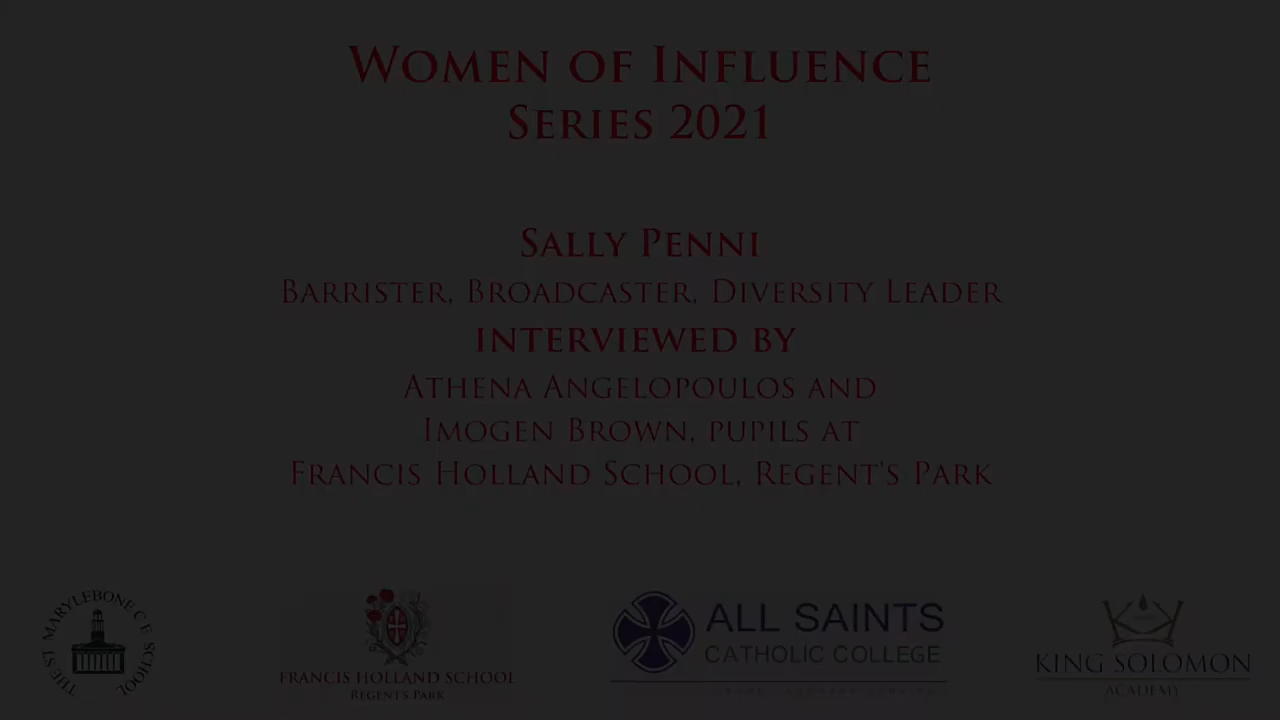 WOMEN OF INFLUENCE
SERIES 2021
SALLY PENNI
BARRISTER, BROADCASTER, DIVERSITY LEADER
INTERVIEWED BY
ATHENA ANGELOPOULOS AND
IMOGEN BROWN, PUPILS AT
FRANCIS HOLLAND SCHOOL, REGENT'S PARK
THE ST MARYLEBONE C E SCHOOL
FRANCIS HOLLAND SCHOOL
REGENT'S PARK
ALL SAINTS
CATHOLIC COLLEGE
KING SOLOMON
ACADEMY